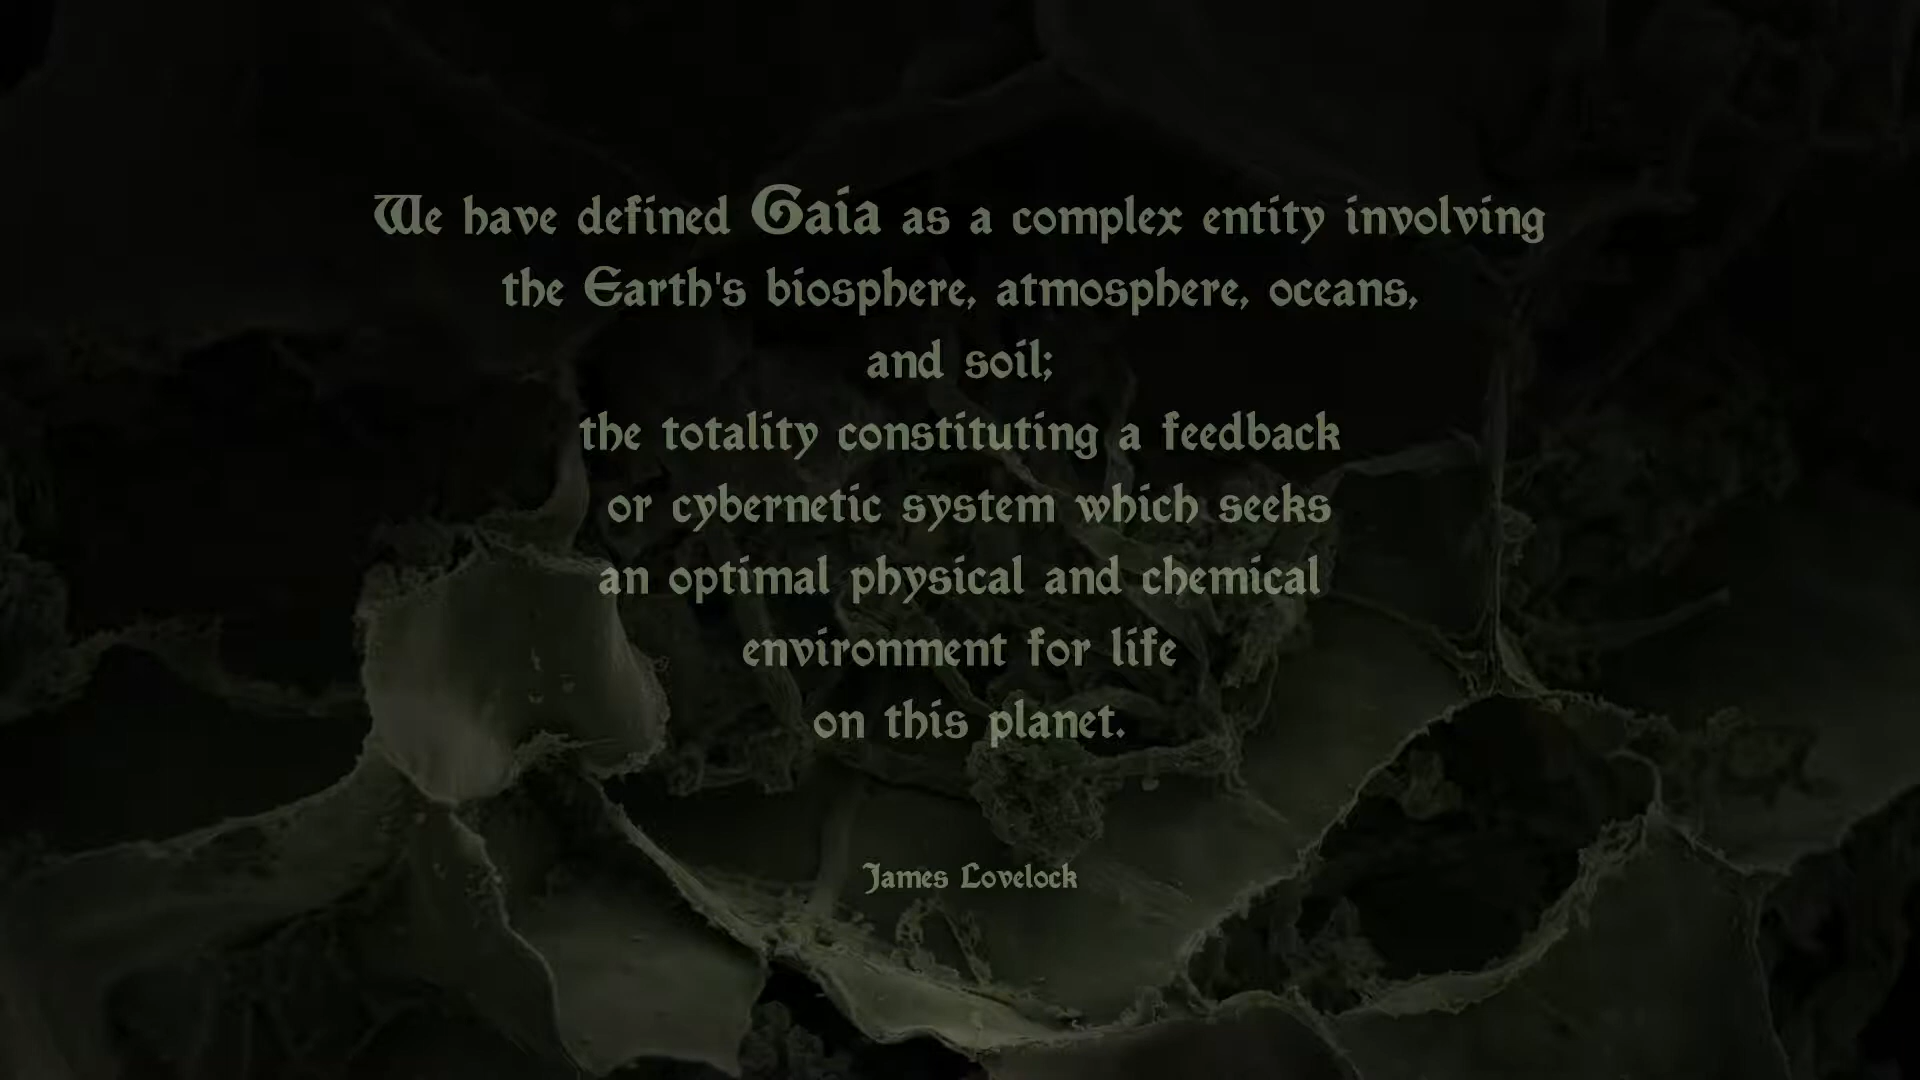 We have defined Gaia as a complex entity involving
the Earth's biosphere, atmosphere, oceans,
and soil;
the totality constituting a feedback
or cybernetic system which seeks
an optimal physical and chemical
environment for life
on this planet.
James Lovelock